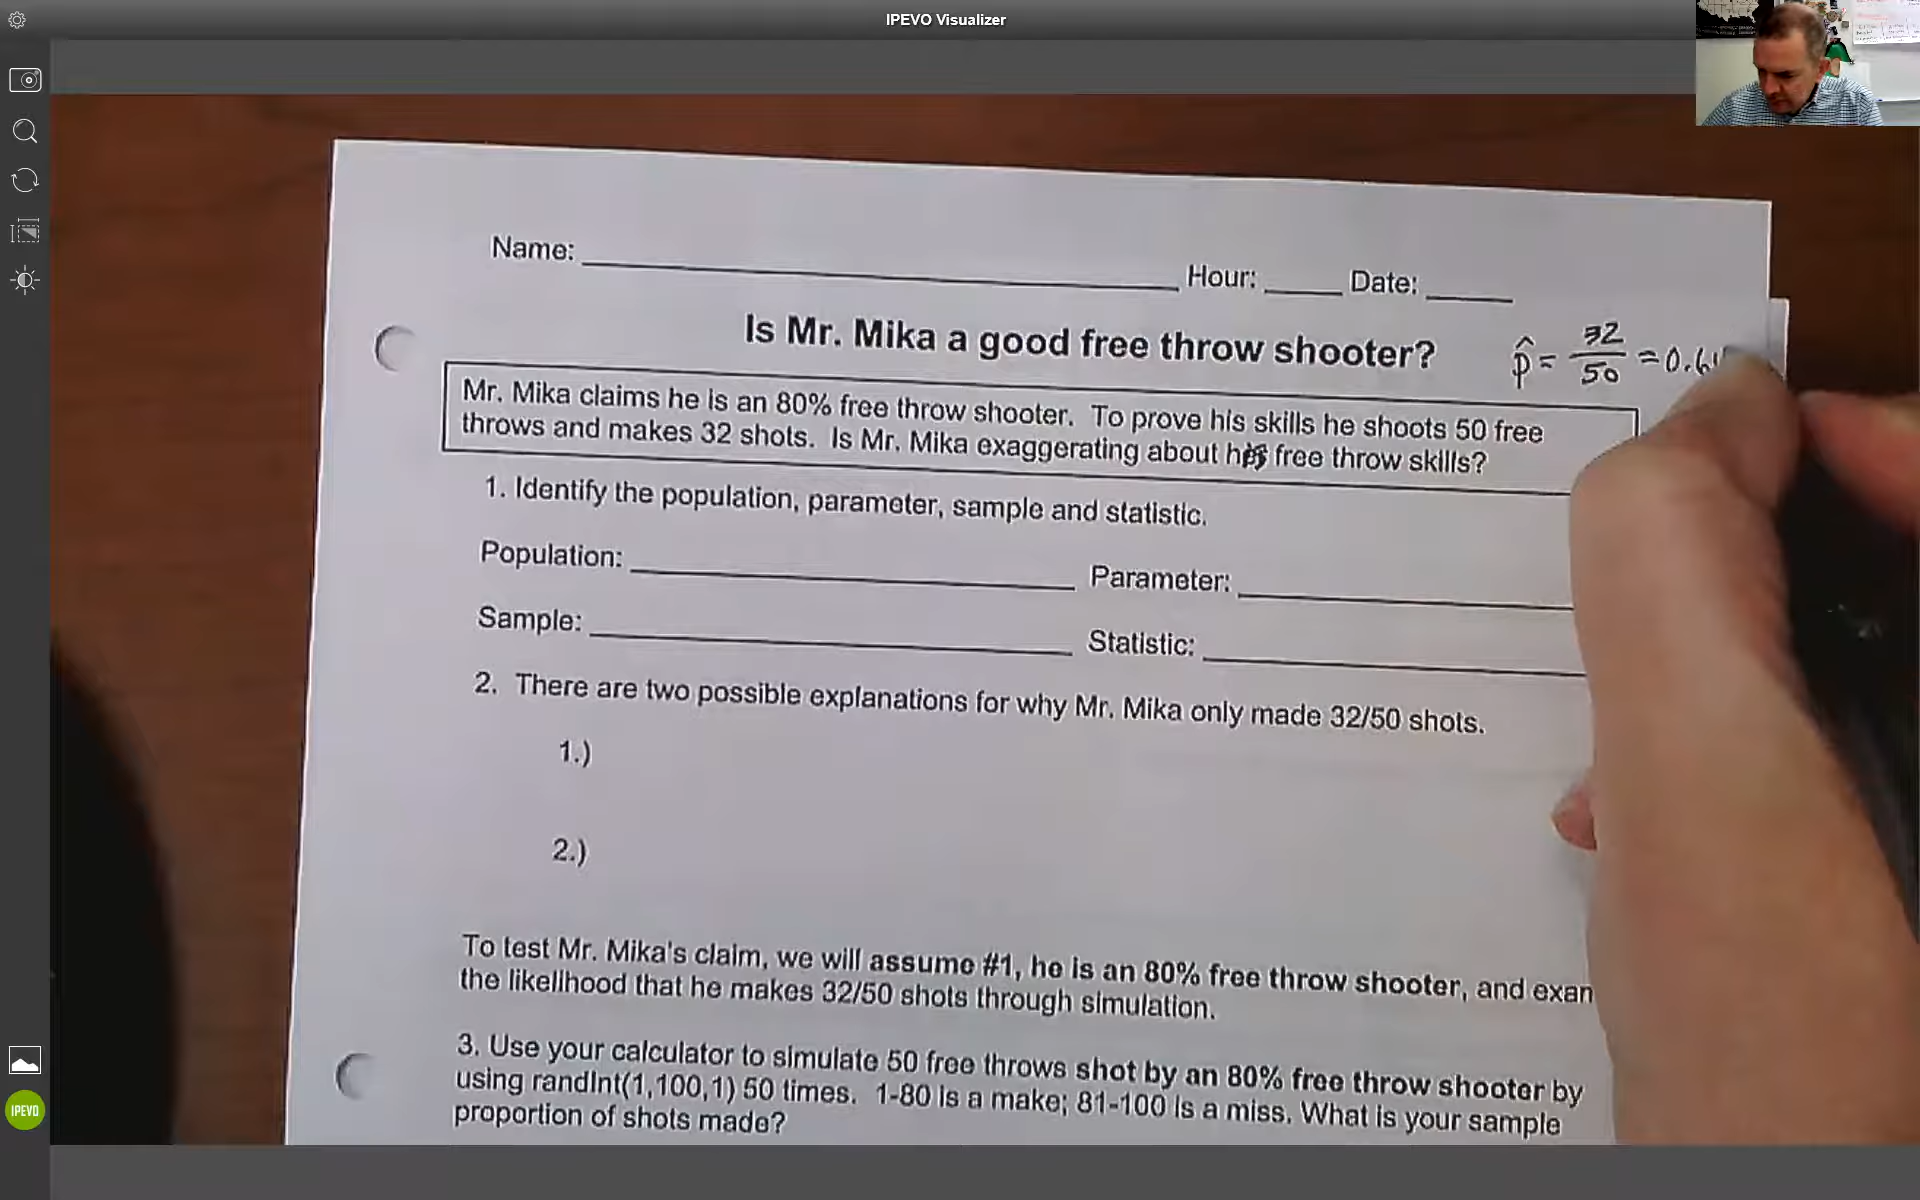 IPEVO Visualizer
Name: Hour: Date:
Is Mr. Mika a good free throw shooter?
p̂ = 32/50 = 0.64
Mr. Mika claims he is an 80% free throw shooter. To prove his skills he shoots 50 free
throws and makes 32 shots. Is Mr. Mika exaggerating about his free throw skills?
1. Identify the population, parameter, sample and statistic.
Population: Parameter:
Sample: Statistic:
2. There are two possible explanations for why Mr. Mika only made 32/50 shots.
1.)
2.)
To test Mr. Mika's claim, we will assume #1, he is an 80% free throw shooter, and exam
the likelihood that he makes 32/50 shots through simulation.
3. Use your calculator to simulate 50 free throws shot by an 80% free throw shooter by
using randInt(1,100,1) 50 times. 1-80 is a make; 81-100 is a miss. What is your sample
proportion of shots made?
IPEVO